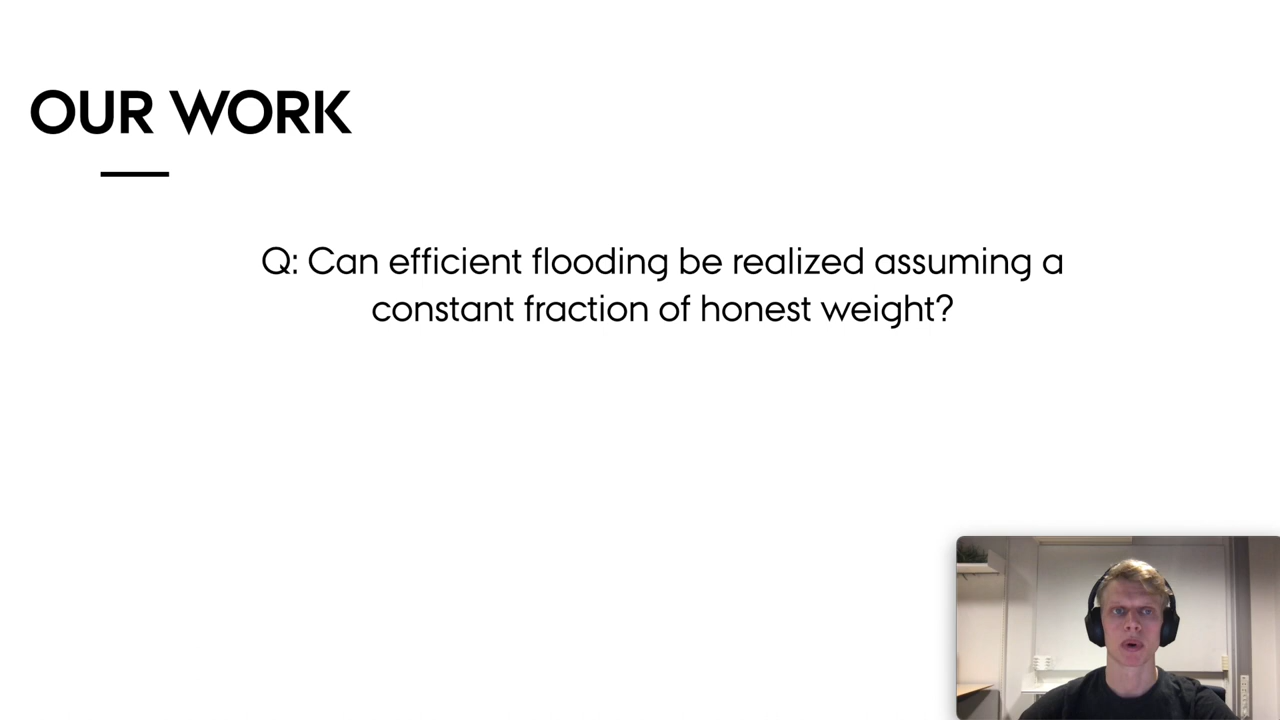 OUR WORK
Q: Can efficient flooding be realized assuming a
constant fraction of honest weight?